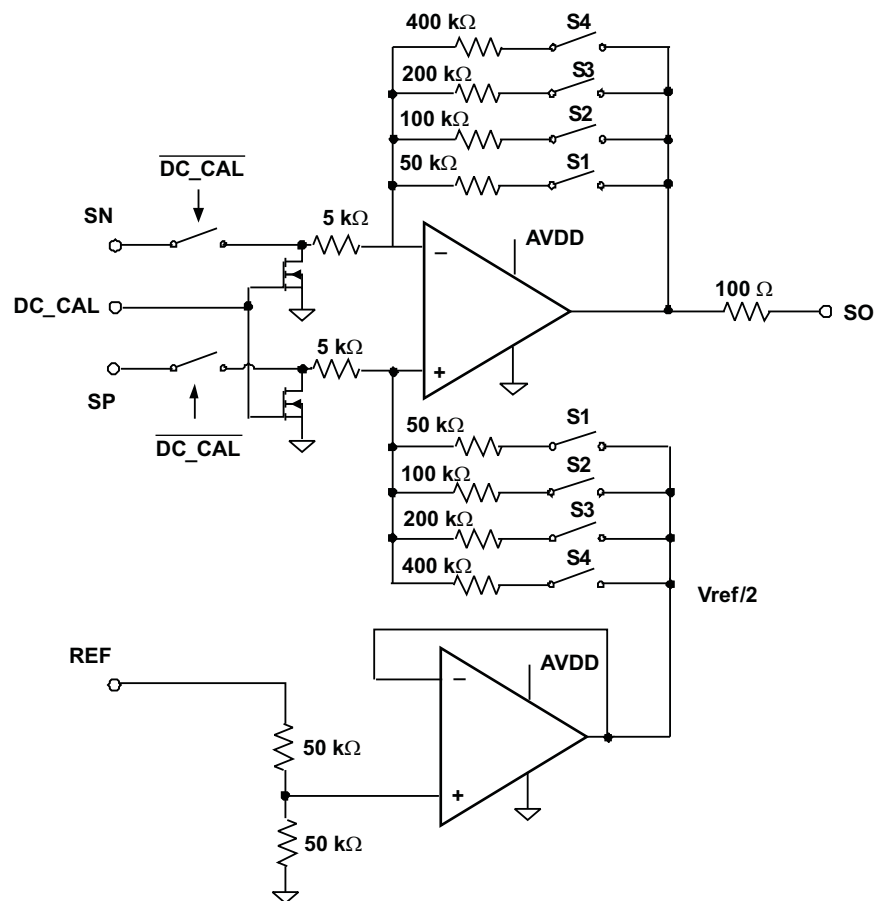 400 kΩ
S4
200 kΩ
S3
100 kΩ
S2
50 kΩ
S1
DC_CAL
SN
5 kΩ
AVDD
−
100 Ω
SO
DC_CAL
5 kΩ
+
SP
DC_CAL
50 kΩ
S1
100 kΩ
S2
200 kΩ
S3
400 kΩ
S4
Vref/2
REF
AVDD
−
50 kΩ
+
50 kΩ